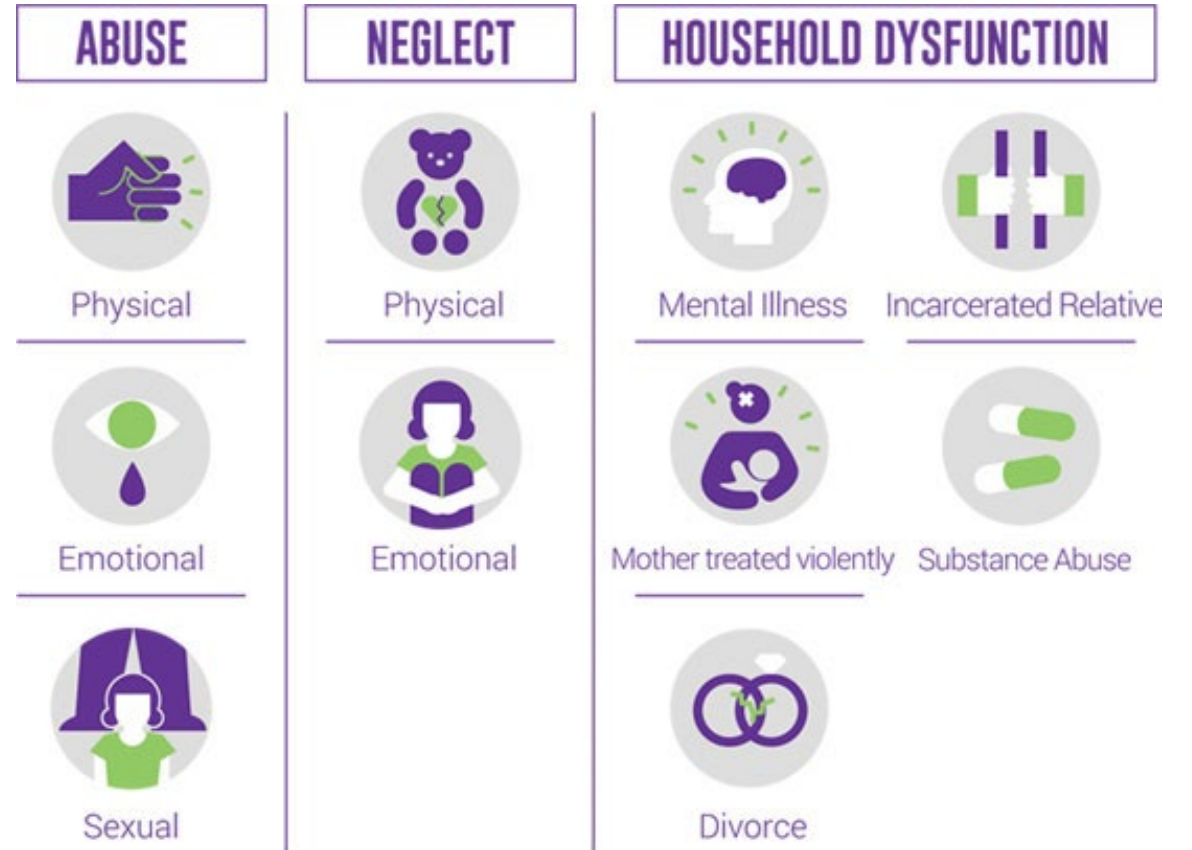 ABUSE
Physical
Emotional
Sexual
NEGLECT
Physical
Emotional
HOUSEHOLD DYSFUNCTION
Mental Illness
Incarcerated Relative
Mother treated violently
Substance Abuse
Divorce